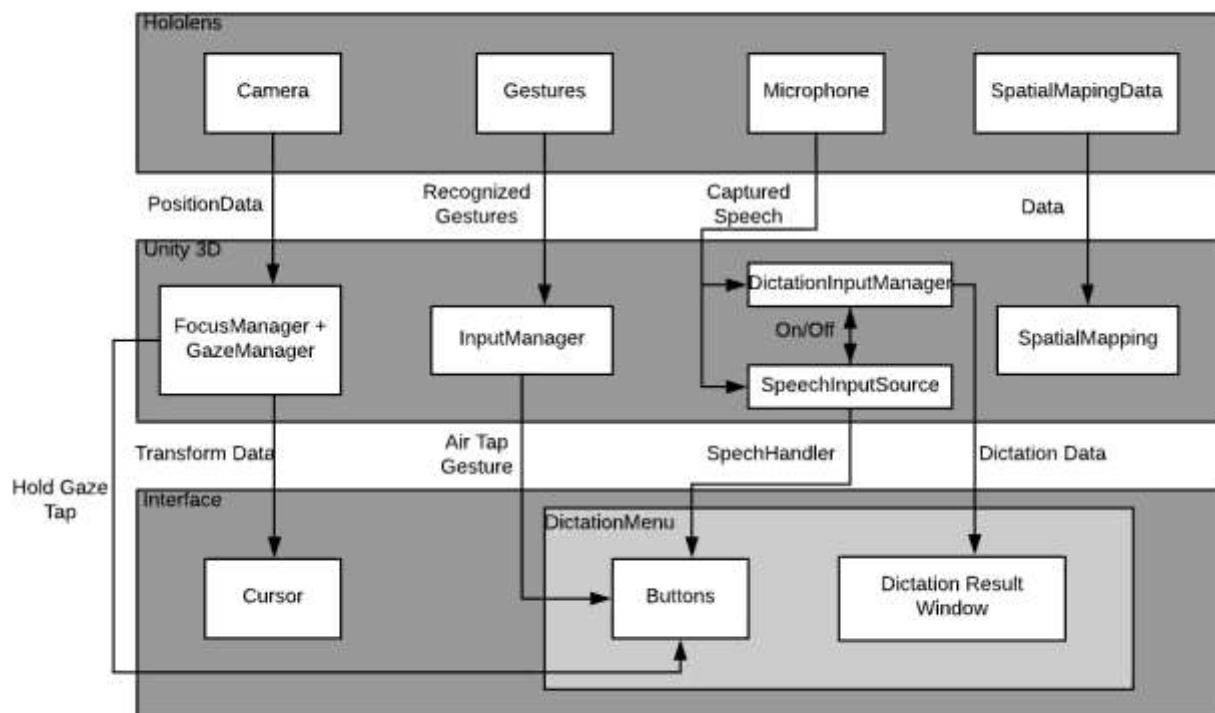 Hololens
Camera
Gestures
Microphone
SpatialMapingData
PositionData
Recognized
Gestures
Captured
Speech
Data
Unity 3D
FocusManager +
GazeManager
InputManager
DictationInputManager
On/Off
SpeechInputSource
SpatialMapping
Transform Data
Air Tap
Gesture
SpechHandler
Dictation Data
Hold Gaze
Tap
Interface
DictationMenu
Cursor
Buttons
Dictation Result
Window